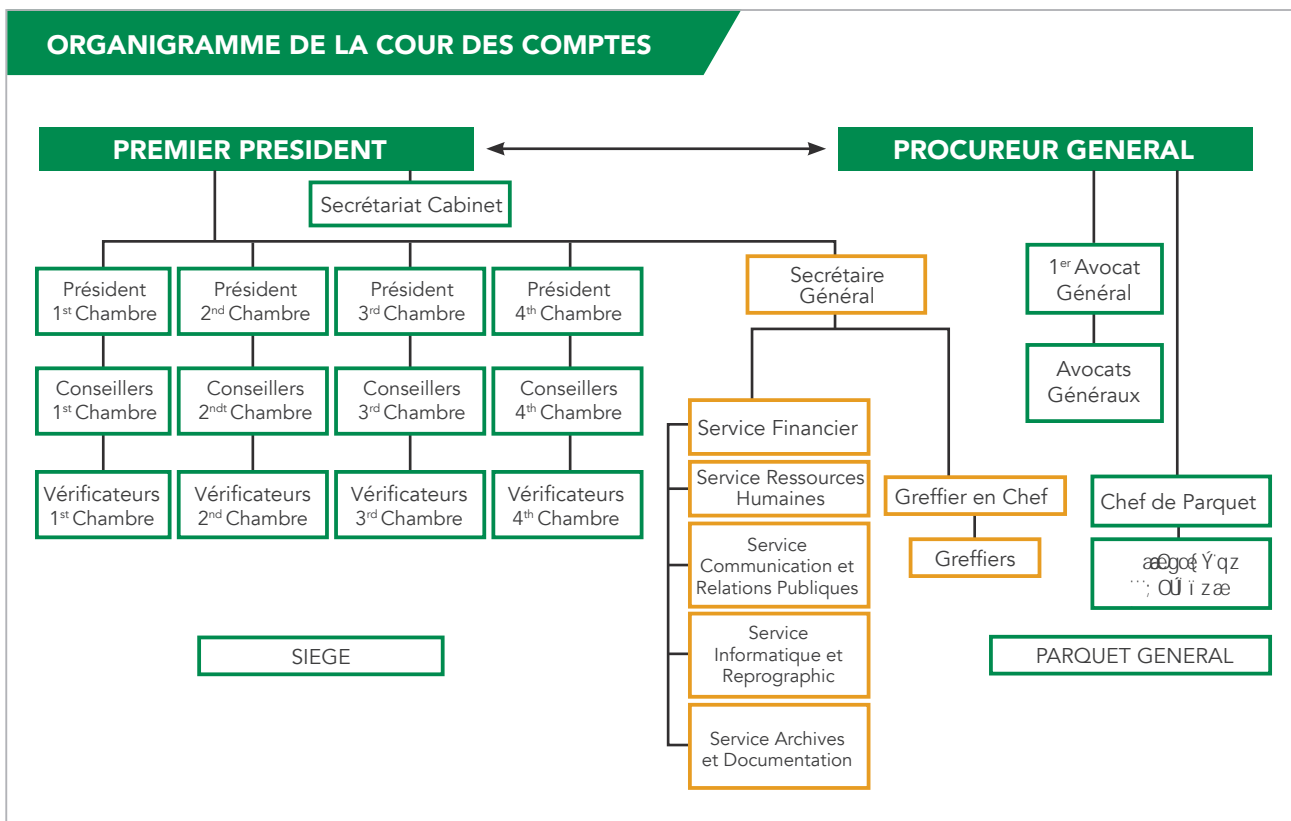 ORGANIGRAMME DE LA COUR DES COMPTES
PREMIER PRESIDENT
PROCUREUR GENERAL
Secrétariat Cabinet
Président
1st Chambre
Président
2nd Chambre
Président
3rd Chambre
Président
4th Chambre
Secrétaire
Général
1er Avocat
Général
Conseillers
1st Chambre
Conseillers
2ndt Chambre
Conseillers
3rd Chambre
Conseillers
4th Chambre
Avocats
Généraux
Service Financier
Vérificateurs
1st Chambre
Vérificateurs
2nd Chambre
Vérificateurs
3rd Chambre
Vérificateurs
4th Chambre
Service Ressources
Humaines
Greffier en Chef
Chef de Parquet
Service
Communication et
Relations Publiques
Greffiers
Service
Informatique et
Reprographic
SIEGE
PARQUET GENERAL
Service Archives
et Documentation